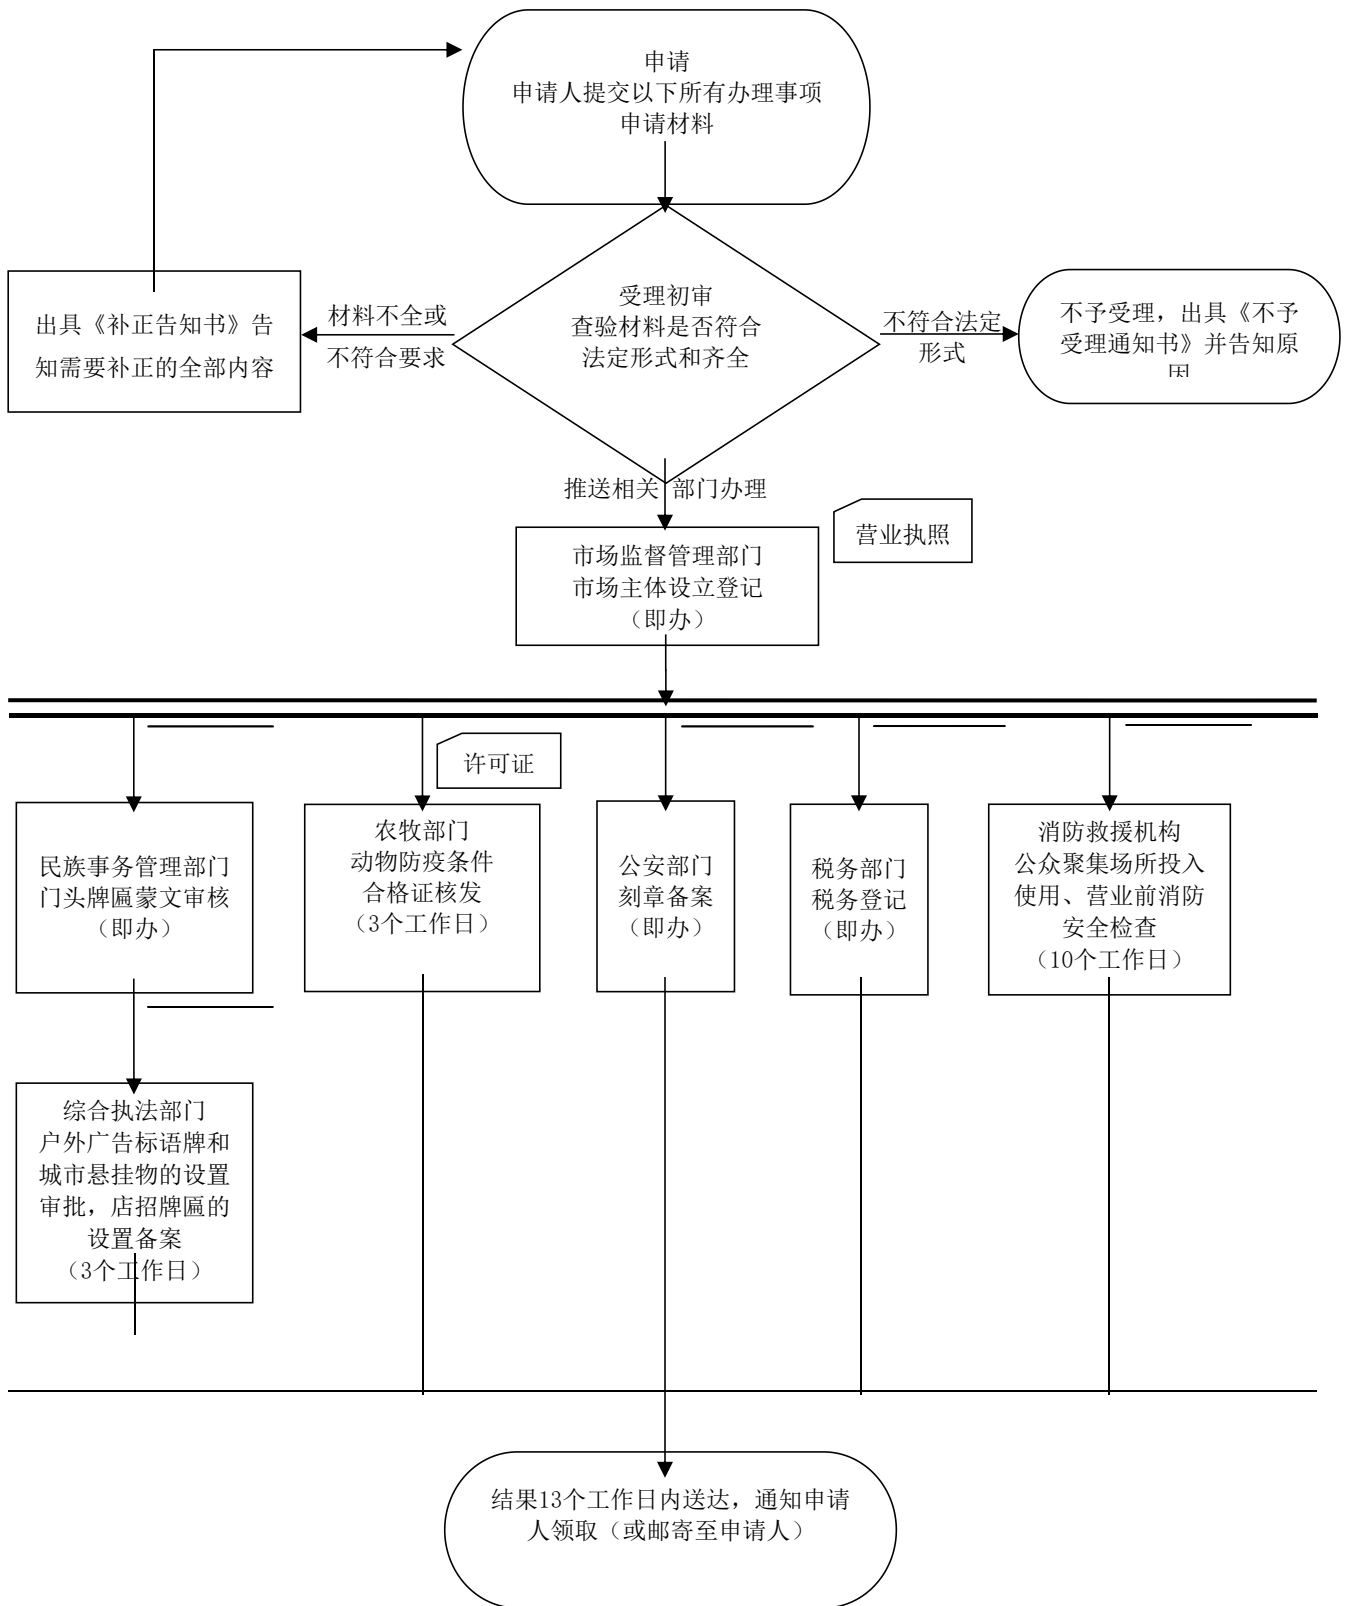 申请
申请人提交以下所有办理事项
申请材料
受理初审
查验材料是否符合
法定形式和齐全
材料不全或
不符合要求
出具《补正告知书》告
知需要补正的全部内容
不符合法定
形式
不予受理，出具《不予
受理通知书》并告知原
因
推送相关 部门办理
营业执照
市场监督管理部门
市场主体设立登记
（即办）
许可证
民族事务管理部门
门头牌匾蒙文审核
（即办）
农牧部门
动物防疫条件
合格证核发
（3个工作日）
公安部门
刻章备案
（即办）
税务部门
税务登记
（即办）
消防救援机构
公众聚集场所投入
使用、营业前消防
安全检查
（10个工作日）
综合执法部门
户外广告标语牌和
城市悬挂物的设置
审批，店招牌匾的
设置备案
（3个工作日）
结果13个工作日内送达，通知申请
人领取（或邮寄至申请人）